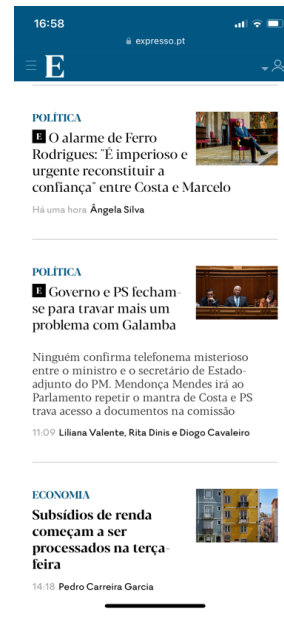 16:58
expresso.pt
E
POLÍTICA
E O alarme de Ferro
Rodrigues: "É imperioso e
urgente reconstituir a
confiança" entre Costa e Marcelo
Há uma hora Ângela Silva
POLÍTICA
E Governo e PS fecham-
se para travar mais um
problema com Galamba
Ninguém confirma telefonema misterioso
entre o ministro e o secretário de Estado-
adjunto do PM. Mendonça Mendes irá ao
Parlamento repetir o mantra de Costa e PS
trava acesso a documentos na comissão
11:09 Liliana Valente, Rita Dinis e Diogo Cavaleiro
ECONOMIA
Subsídios de renda
começam a ser
processados na terça-
feira
14:18 Pedro Carreira Garcia